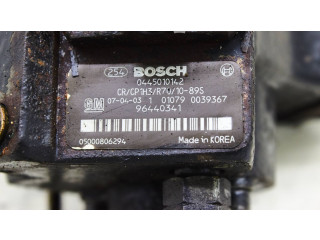 254 BOSCH
0445010142
CR/CP1H3/R70/10-89S
GM 07-04-03 1 01079 0039367
96440341
05000806294 Made in KOREA